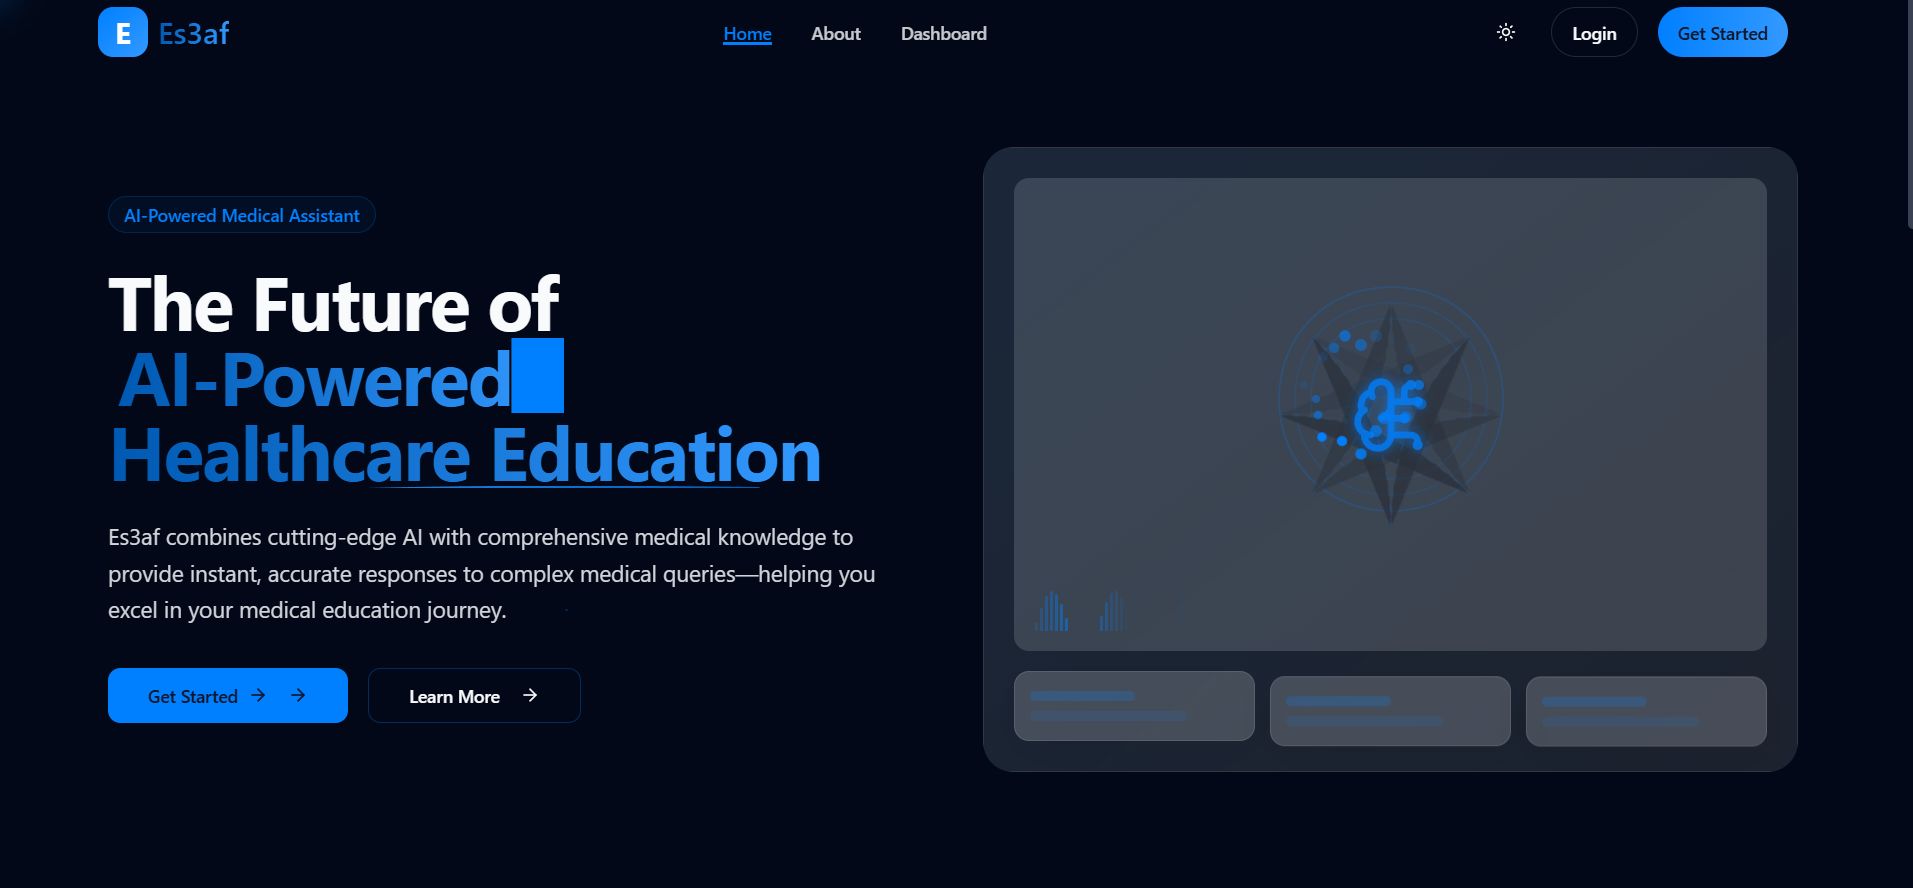 E Es3af
Home About Dashboard
Login Get Started
AI-Powered Medical Assistant
The Future of
AI-Powered
Healthcare Education
Es3af combines cutting-edge AI with comprehensive medical knowledge to
provide instant, accurate responses to complex medical queries—helping you
excel in your medical education journey.
Get Started → →
Learn More →